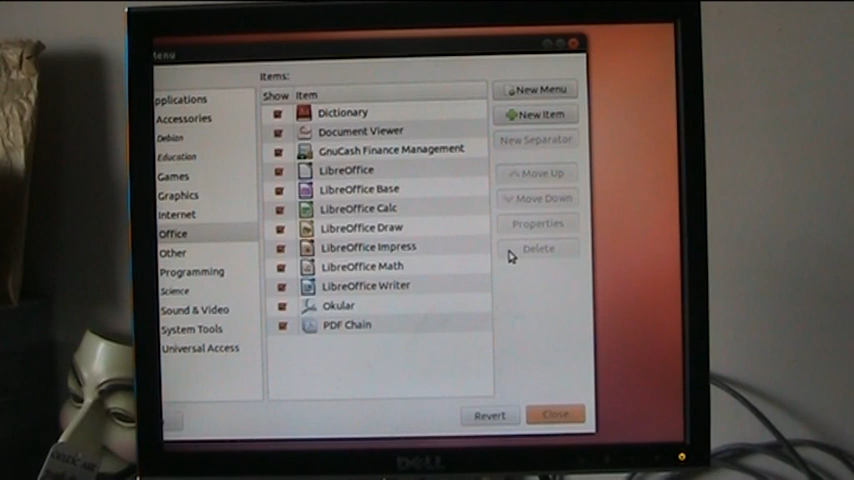 Menu
Items:
Show Item
pplications
Accessories
Debian
Education
Games
Graphics
Internet
Office
Other
Programming
Science
Sound & Video
System Tools
Universal Access
Dictionary
Document Viewer
GnuCash Finance Management
LibreOffice
LibreOffice Base
LibreOffice Calc
LibreOffice Draw
LibreOffice Impress
LibreOffice Math
LibreOffice Writer
Okular
PDF Chain
New Menu
New Item
New Separator
Move Up
Move Down
Properties
Delete
Revert
Close
DELL